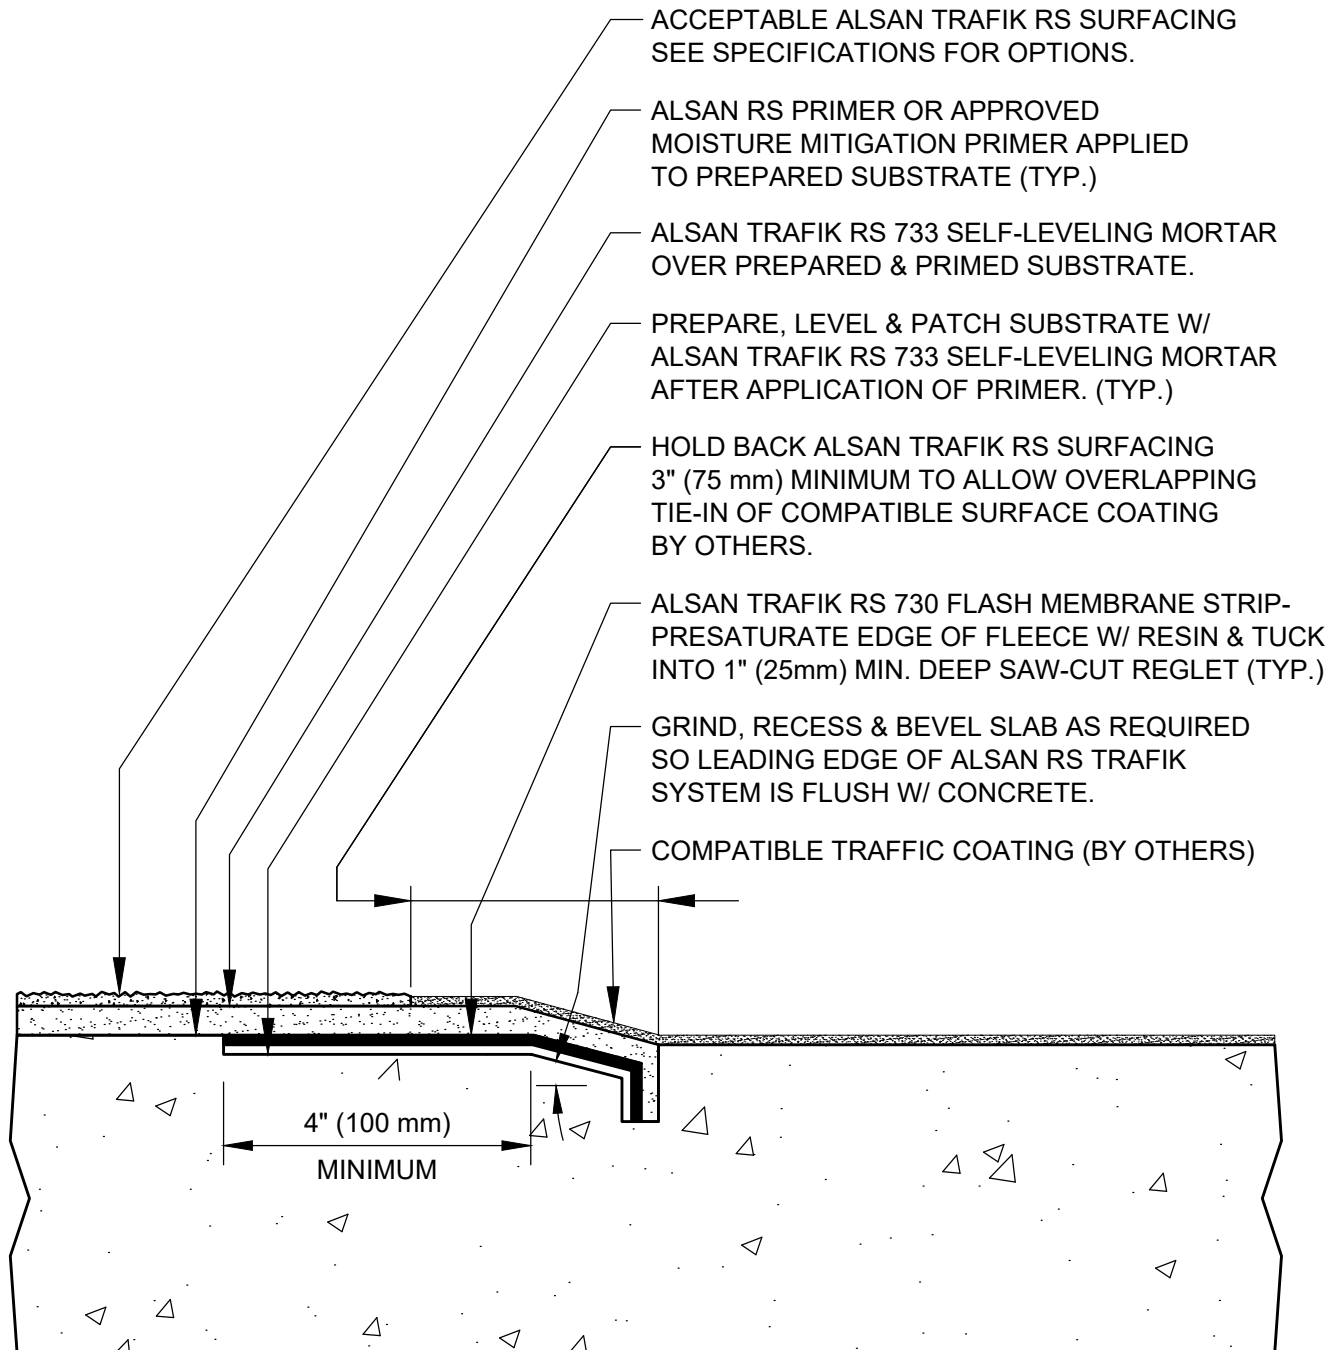 ACCEPTABLE ALSAN TRAFIK RS SURFACING
SEE SPECIFICATIONS FOR OPTIONS.
ALSAN RS PRIMER OR APPROVED
MOISTURE MITIGATION PRIMER APPLIED
TO PREPARED SUBSTRATE (TYP.)
ALSAN TRAFIK RS 733 SELF-LEVELING MORTAR
OVER PREPARED & PRIMED SUBSTRATE.
PREPARE, LEVEL & PATCH SUBSTRATE W/
ALSAN TRAFIK RS 733 SELF-LEVELING MORTAR
AFTER APPLICATION OF PRIMER. (TYP.)
HOLD BACK ALSAN TRAFIK RS SURFACING
3" (75 mm) MINIMUM TO ALLOW OVERLAPPING
TIE-IN OF COMPATIBLE SURFACE COATING
BY OTHERS.
ALSAN TRAFIK RS 730 FLASH MEMBRANE STRIP-
PRESATURATE EDGE OF FLEECE W/ RESIN & TUCK
INTO 1" (25mm) MIN. DEEP SAW-CUT REGLET (TYP.)
GRIND, RECESS & BEVEL SLAB AS REQUIRED
SO LEADING EDGE OF ALSAN RS TRAFIK
SYSTEM IS FLUSH W/ CONCRETE.
COMPATIBLE TRAFFIC COATING (BY OTHERS)
4" (100 mm)
MINIMUM